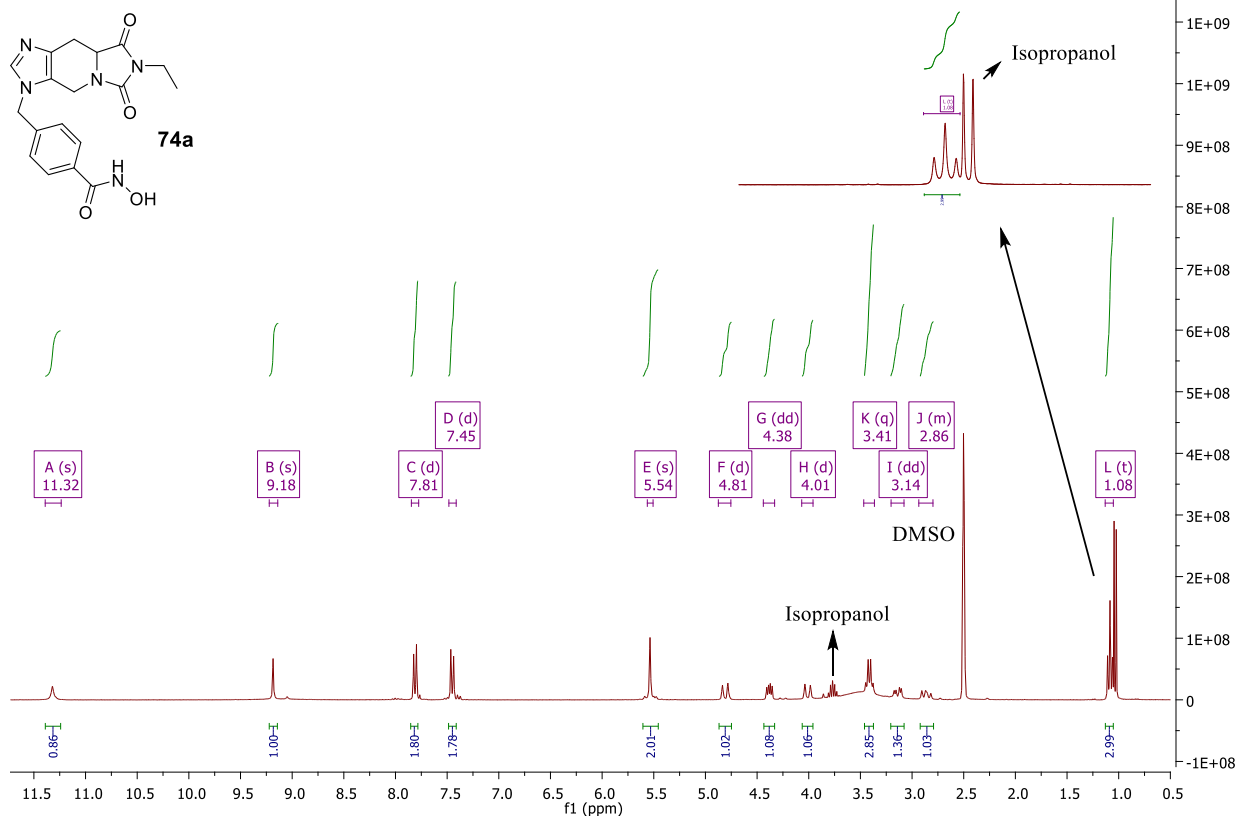 O
N
N
N
N
O
74a
H
N
O
OH
Isopropanol
L (t)
1.08
1E+09
1E+09
9E+08
8E+08
7E+08
6E+08
5E+08
4E+08
3E+08
2E+08
1E+08
0
-1E+08
D (d)
7.45
G (dd)
4.38
K (q)
3.41
J (m)
2.86
A (s)
11.32
B (s)
9.18
C (d)
7.81
E (s)
5.54
F (d)
4.81
H (d)
4.01
I (dd)
3.14
L (t)
1.08
DMSO
Isopropanol
0.86
1.00
1.80
1.78
2.01
1.02
1.08
1.06
2.85
1.36
1.03
2.99
11.5 11.0 10.5 10.0 9.5 9.0 8.5 8.0 7.5 7.0 6.5 6.0 5.5 5.0 4.5 4.0 3.5 3.0 2.5 2.0 1.5 1.0 0.5
f1 (ppm)